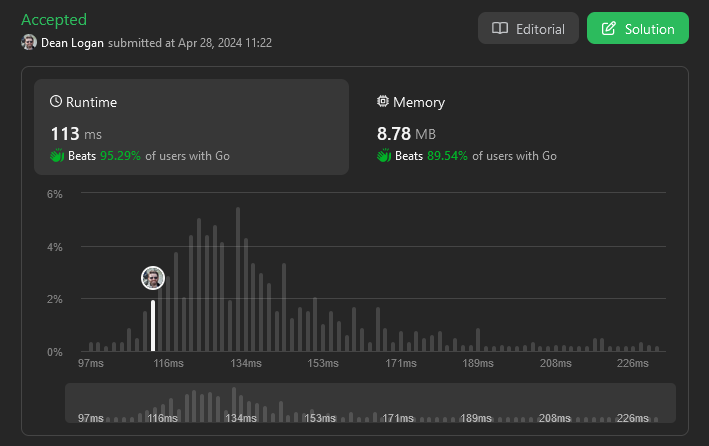 Accepted
Dean Logan submitted at Apr 28, 2024 11:22
Editorial
Solution
Runtime
113 ms
Beats 95.29% of users with Go
Memory
8.78 MB
Beats 89.54% of users with Go
6%
4%
2%
0%
97ms 116ms 134ms 153ms 171ms 189ms 208ms 226ms
97ms 116ms 134ms 153ms 171ms 189ms 208ms 226ms